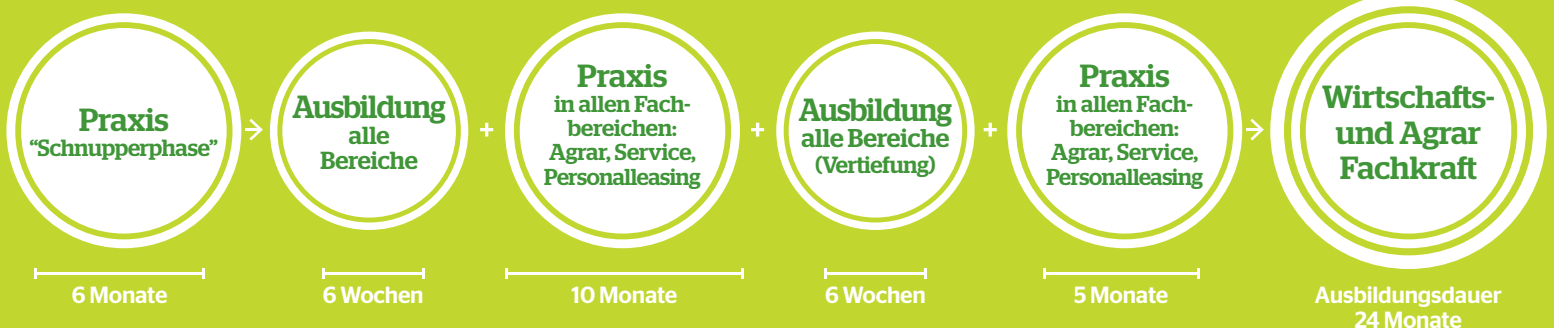 Praxis
“Schnupperphase”
6 Monate
Ausbildung
alle
Bereiche
6 Wochen
+
Praxis
in allen Fach-
bereichen:
Agrar, Service,
Personalleasing
10 Monate
+
Ausbildung
alle Bereiche
(Vertiefung)
6 Wochen
+
Praxis
in allen Fach-
bereichen:
Agrar, Service,
Personalleasing
5 Monate
Wirtschafts-
und Agrar
Fachkraft
Ausbildungsdauer
24 Monate